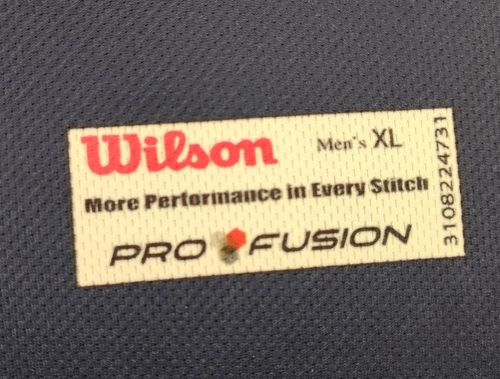 Wilson Men's XL
More Performance in Every Stitch
PRO FUSION
3108224731